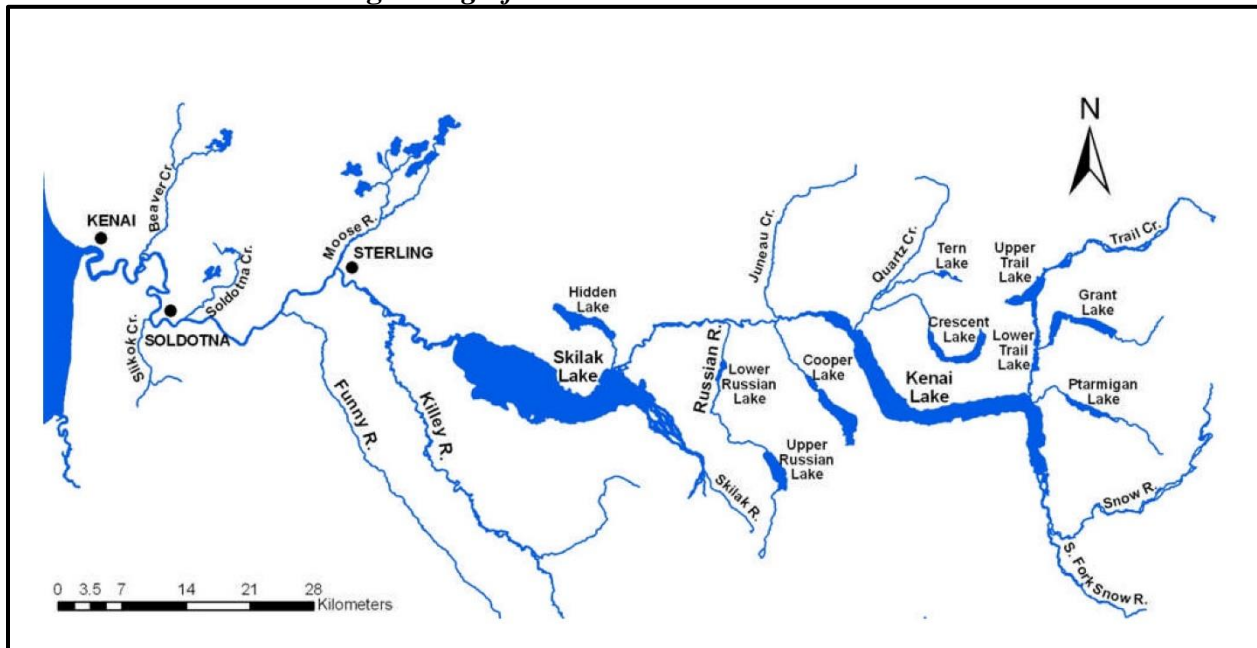 N
KENAI
Beaver Cr.
Soldotna Cr.
SOLDOTNA
Slikok Cr.
Moose R.
STERLING
Funny R.
Killey R.
Hidden
Lake
Skilak
Lake
Skilak R.
Russian R.
Lower
Russian
Lake
Upper
Russian
Lake
Juneau Cr.
Cooper
Lake
Quartz Cr.
Tern
Lake
Crescent
Lake
Kenai
Lake
Upper
Trail
Lake
Lower
Trail
Lake
Trail Cr.
Grant
Lake
Ptarmigan
Lake
Snow R.
S. Fork Snow R.
0 3.5 7 14 21 28
Kilometers